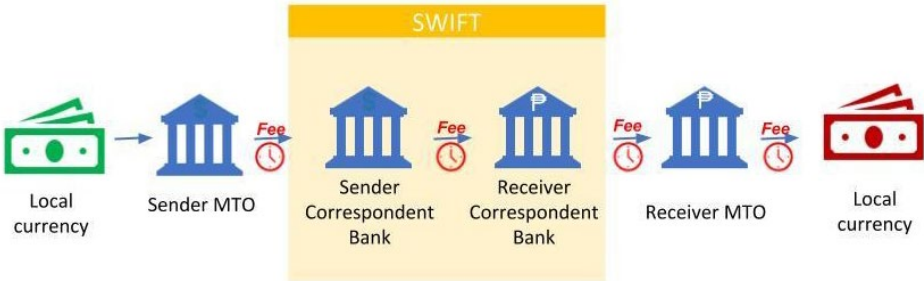 SWIFT
$
$
₱
₱
Fee
Fee
Fee
Fee
Local
currency
Sender MTO
Sender
Correspondent
Bank
Receiver
Correspondent
Bank
Receiver MTO
Local
currency